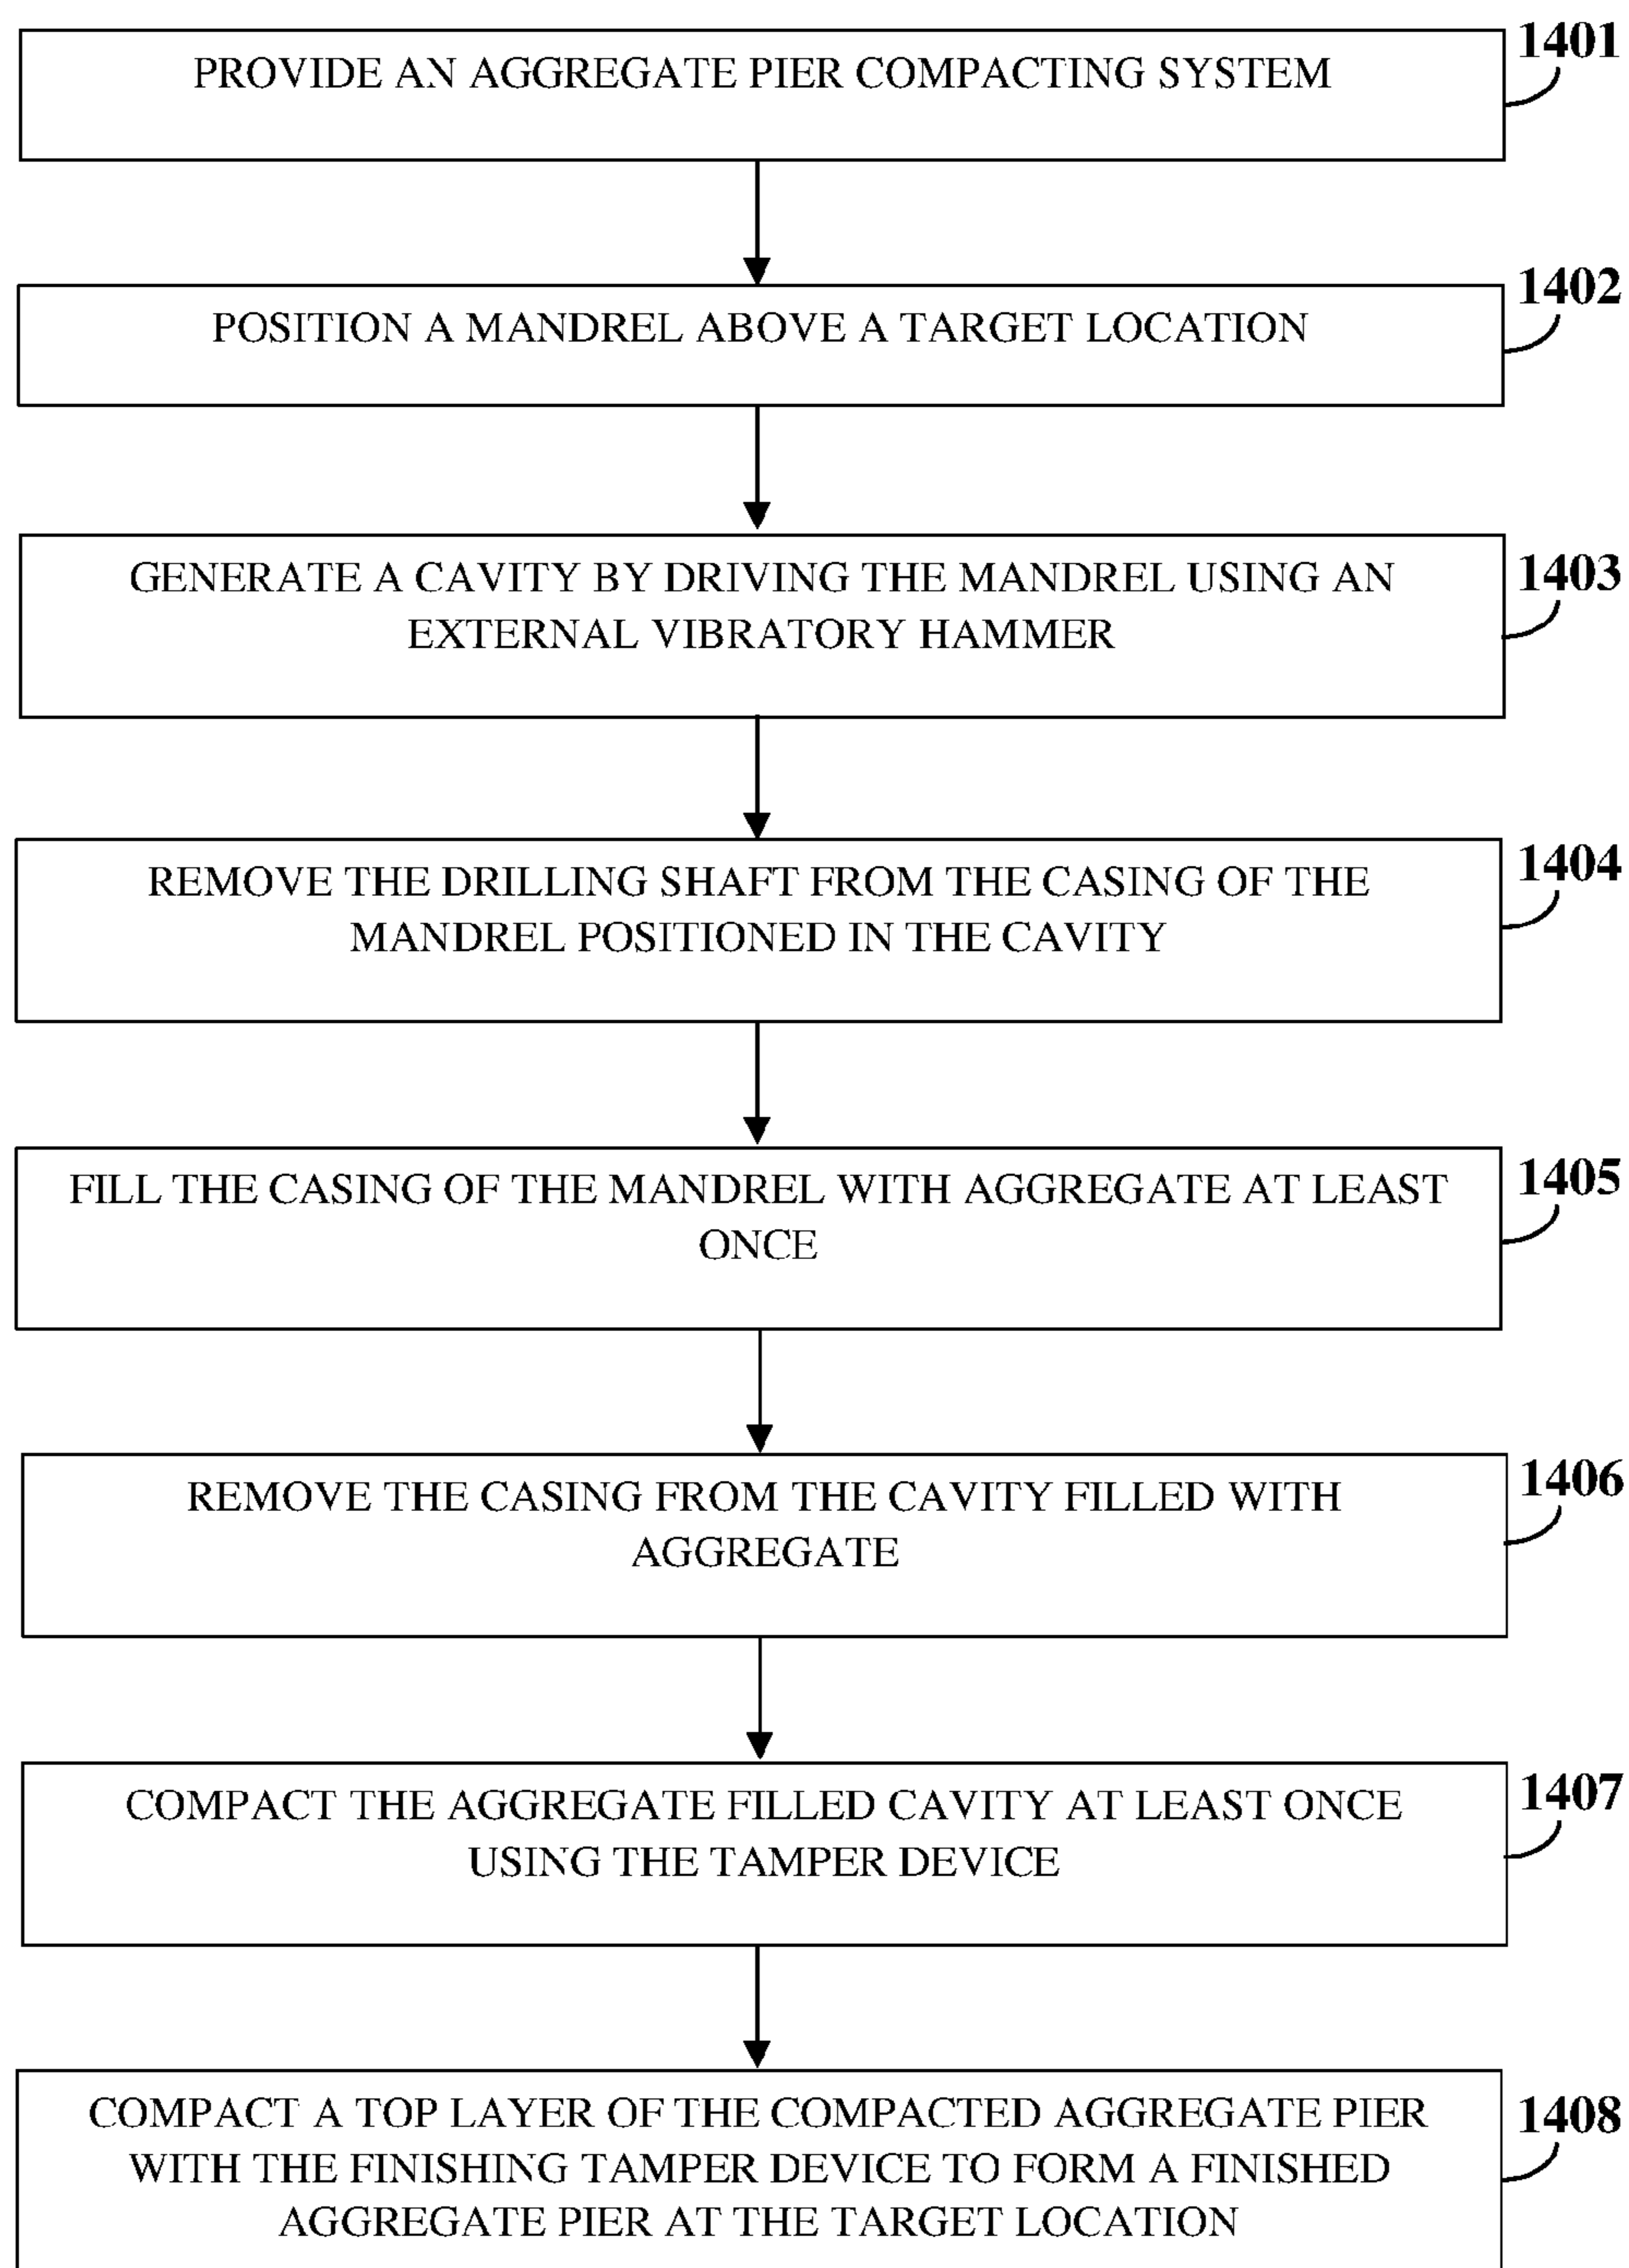 PROVIDE AN AGGREGATE PIER COMPACTING SYSTEM
1401
POSITION A MANDREL ABOVE A TARGET LOCATION
1402
GENERATE A CAVITY BY DRIVING THE MANDREL USING AN
EXTERNAL VIBRATORY HAMMER
1403
REMOVE THE DRILLING SHAFT FROM THE CASING OF THE
MANDREL POSITIONED IN THE CAVITY
1404
FILL THE CASING OF THE MANDREL WITH AGGREGATE AT LEAST
ONCE
1405
REMOVE THE CASING FROM THE CAVITY FILLED WITH
AGGREGATE
1406
COMPACT THE AGGREGATE FILLED CAVITY AT LEAST ONCE
USING THE TAMPER DEVICE
1407
COMPACT A TOP LAYER OF THE COMPACTED AGGREGATE PIER
WITH THE FINISHING TAMPER DEVICE TO FORM A FINISHED
AGGREGATE PIER AT THE TARGET LOCATION
1408